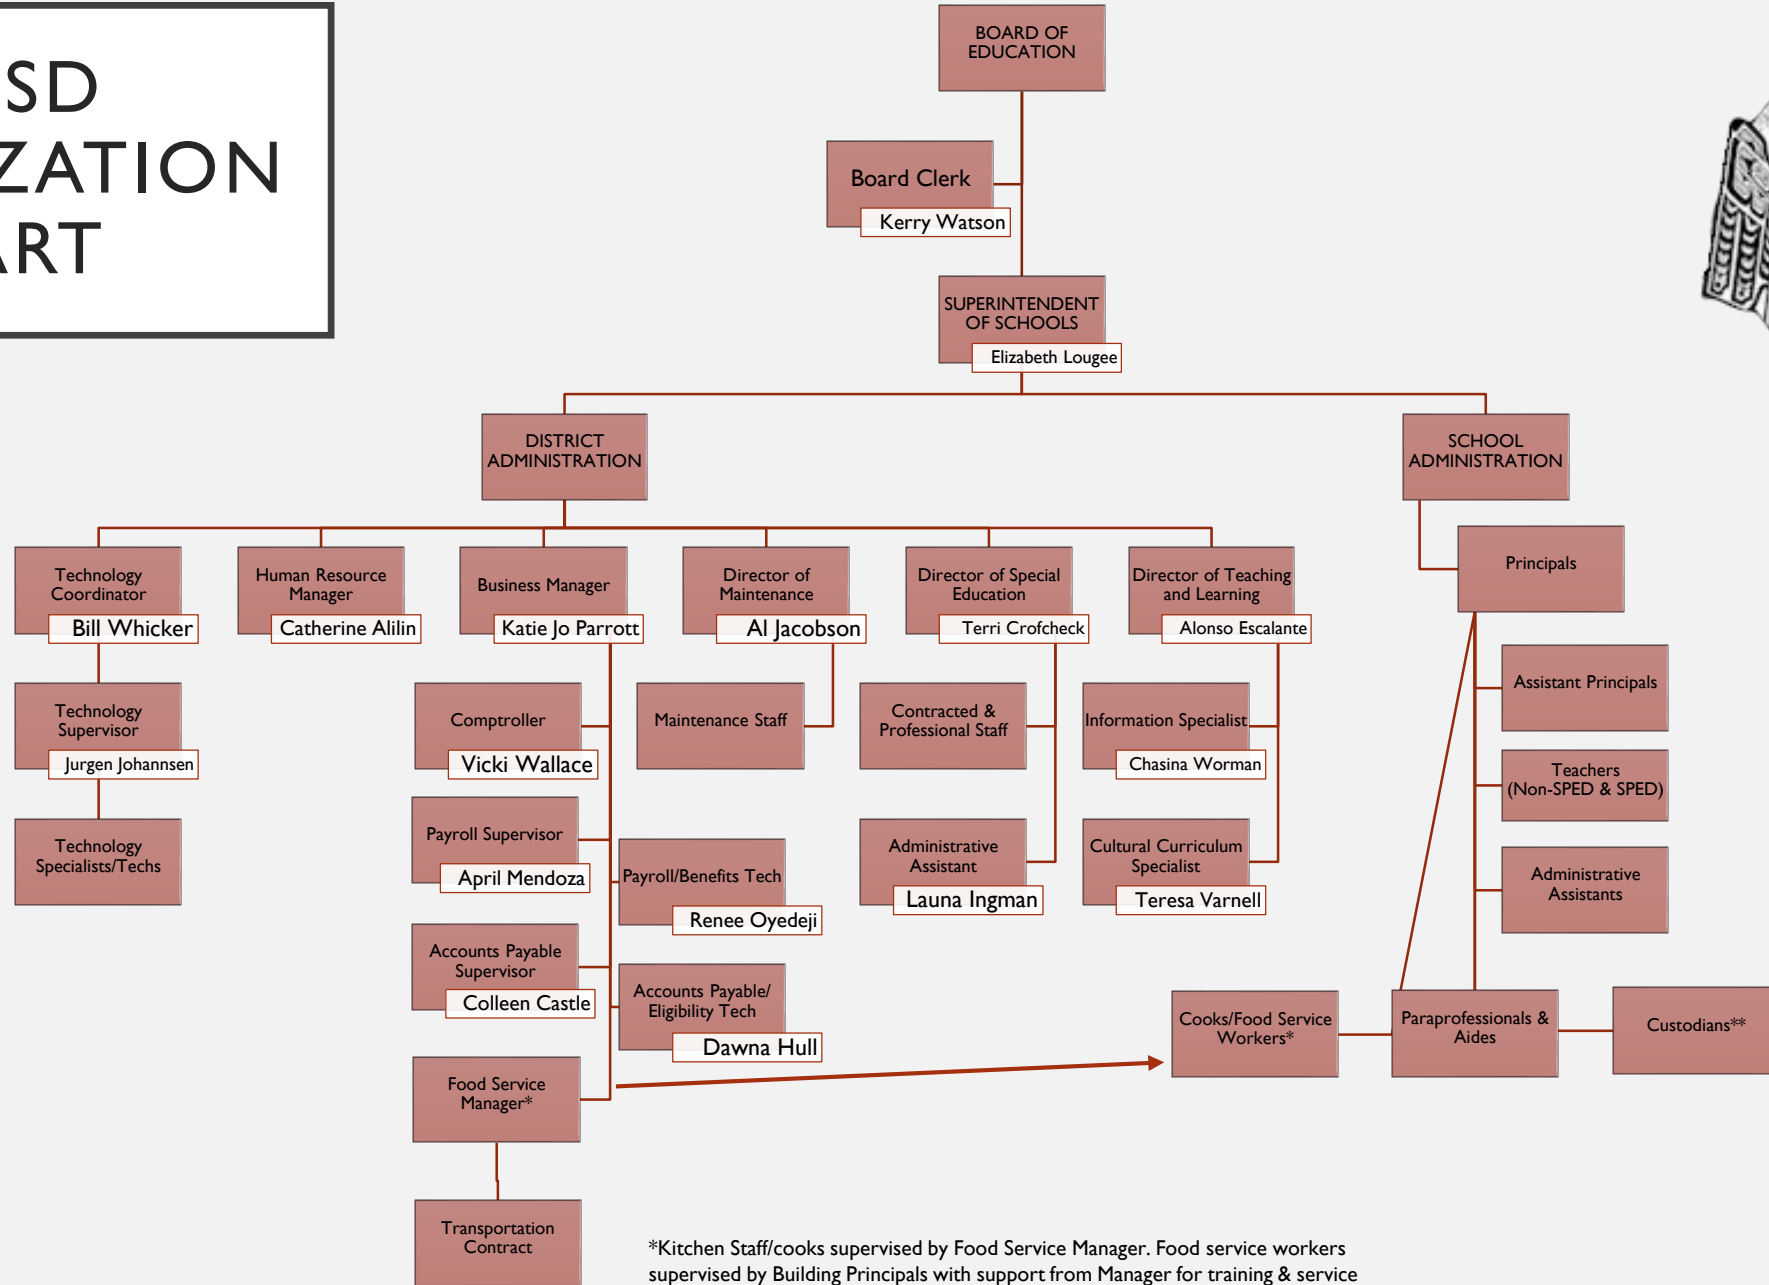 SD
ZATION
ART
BOARD OF
EDUCATION
Board Clerk
Kerry Watson
SUPERINTENDENT
OF SCHOOLS
Elizabeth Lougee
DISTRICT
ADMINISTRATION
SCHOOL
ADMINISTRATION
Technology
Coordinator
Bill Whicker
Human Resource
Manager
Catherine Alilin
Business Manager
Katie Jo Parrott
Director of
Maintenance
Al Jacobson
Director of Special
Education
Terri Crofcheck
Director of Teaching
and Learning
Alonso Escalante
Principals
Technology
Supervisor
Jurgen Johannsen
Comptroller
Vicki Wallace
Maintenance Staff
Contracted &
Professional Staff
Information Specialist
Chasina Worman
Assistant Principals
Teachers
(Non-SPED & SPED)
Technology
Specialists/Techs
Payroll Supervisor
April Mendoza
Payroll/Benefits Tech
Renee Oyedeji
Administrative
Assistant
Launa Ingman
Cultural Curriculum
Specialist
Teresa Varnell
Administrative
Assistants
Accounts Payable
Supervisor
Colleen Castle
Accounts Payable/
Eligibility Tech
Dawna Hull
Cooks/Food Service
Workers*
Paraprofessionals &
Aides
Custodians**
Food Service
Manager*
Transportation
Contract
*Kitchen Staff/cooks supervised by Food Service Manager. Food service workers
supervised by Building Principals with support from Manager for training & service